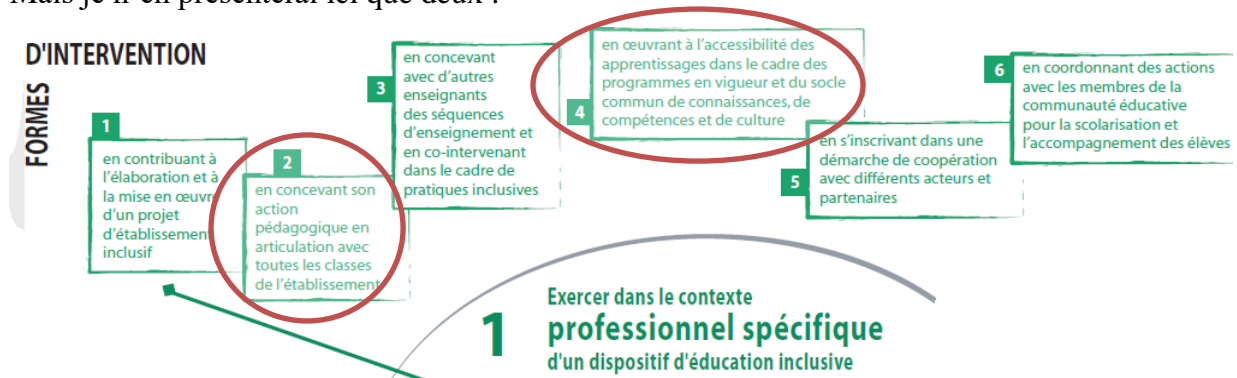 Mais je n'en présenterai ici que deux :
D'INTERVENTION
FORMES
1
en contribuant à
l'élaboration et à
la mise en œuvre
d'un projet
d'établissement
inclusif
2
en concevant son
action
pédagogique en
articulation avec
toutes les classes
de l'établissement
3
en concevant
avec d'autres
enseignants
des séquences
d'enseignement et
en co-intervenant
dans le cadre de
pratiques inclusives
4
en œuvrant à l'accessibilité des
apprentissages dans le cadre des
programmes en vigueur et du socle
commun de connaissances, de
compétences et de culture
5
en s'inscrivant dans une
démarche de coopération
avec différents acteurs et
partenaires
6
en coordonnant des actions
avec les membres de la
communauté éducative
pour la scolarisation et
l'accompagnement des élèves
1
Exercer dans le contexte
professionnel spécifique
d'un dispositif d'éducation inclusive